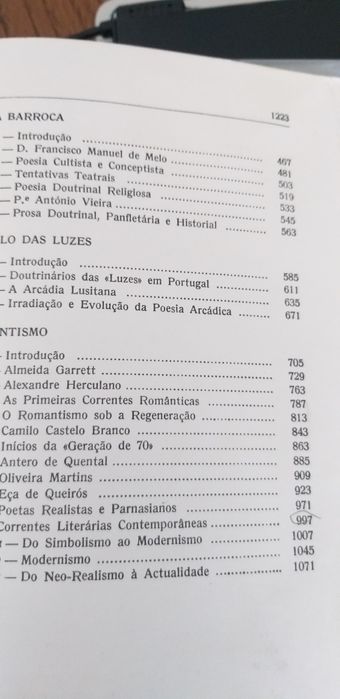 BARROCA 1223
— Introdução 467
— D. Francisco Manuel de Melo 481
— Poesia Cultista e Conceptista 503
— Tentativas Teatrais 519
— Poesia Doutrinal Religiosa 533
— P.e António Vieira 545
— Prosa Doutrinal, Panfletária e Historial 563
LO DAS LUZES
— Introdução 585
— Doutrinários das «Luzes» em Portugal 611
— A Arcádia Lusitana 635
— Irradiação e Evolução da Poesia Arcádica 671
NTISMO
- Introdução 705
Almeida Garrett 729
Alexandre Herculano 763
As Primeiras Correntes Românticas 787
O Romantismo sob a Regeneração 813
Camilo Castelo Branco 843
Inícios da «Geração de 70» 863
Antero de Quental 885
Oliveira Martins 909
Eça de Queirós 923
Poetas Realistas e Parnasianos 971
Correntes Literárias Contemporâneas 997
— Do Simbolismo ao Modernismo 1007
— Modernismo 1045
— Do Neo-Realismo à Actualidade 1071